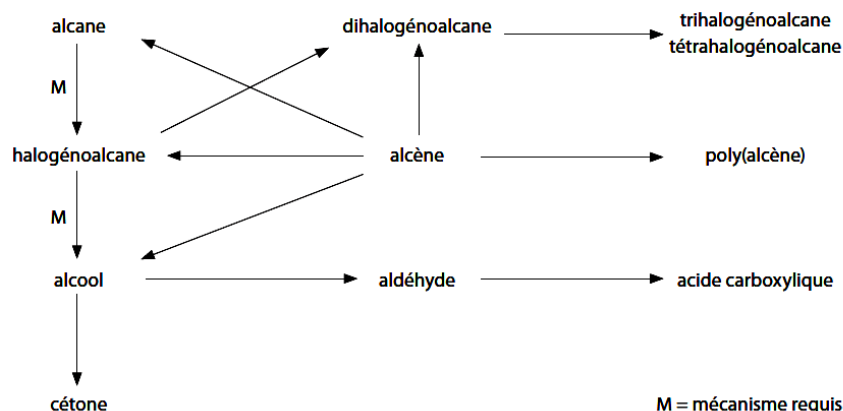 alcane
dihalogénoalcane
trihalogénoalcane
tétrahalogénoalcane
M
halogénoalcane
alcène
poly(alcène)
M
alcool
aldéhyde
acide carboxylique
cétone
M = mécanisme requis